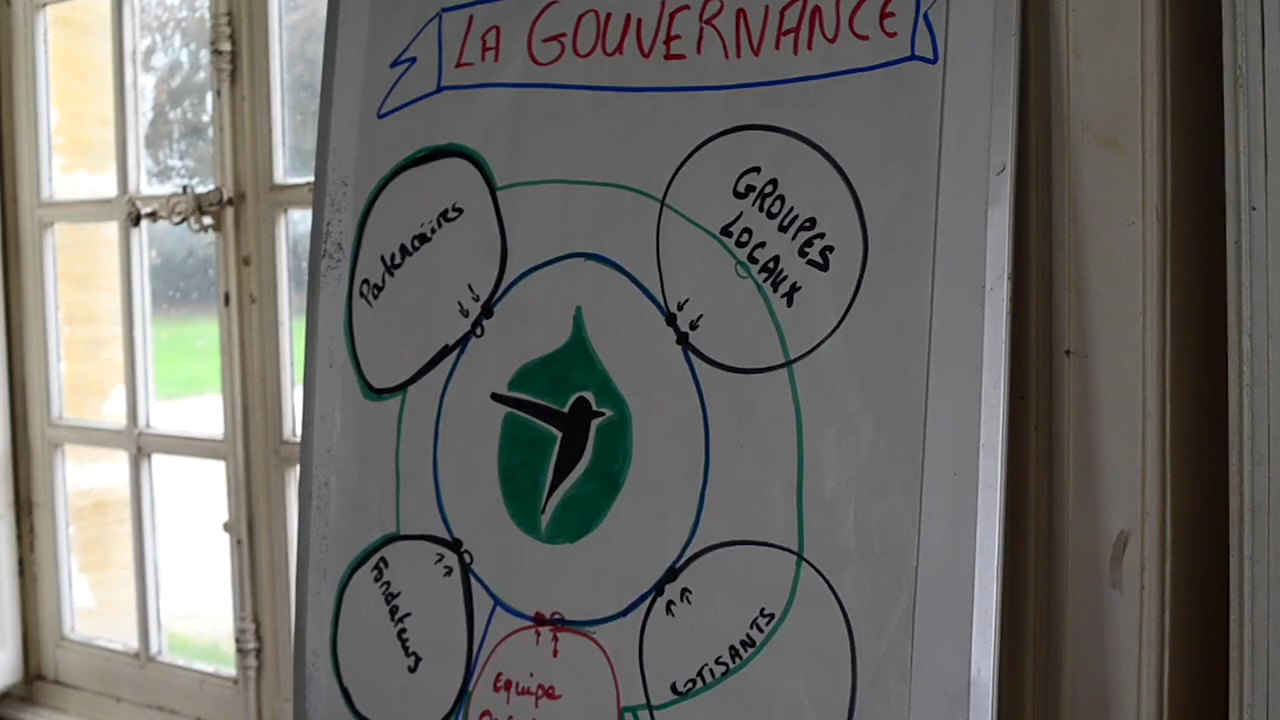 LA GOUVERNANCE
Partenaires
GROUPES
LOCAUX
Fondateurs
COTISANTS
Equipe